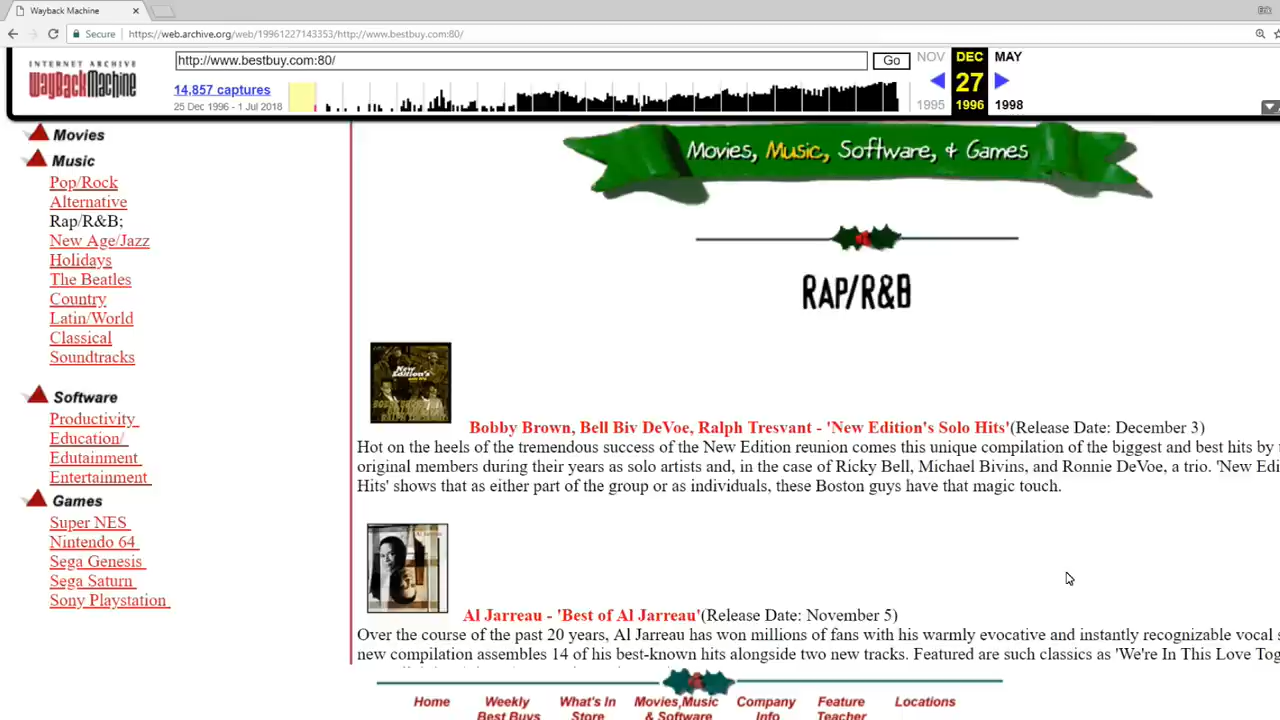 Wayback Machine
Erik
Secure https://web.archive.org/web/19961227143353/http://www.bestbuy.com:80/
INTERNET ARCHIVE
WayBackMachine
http://www.bestbuy.com:80/
Go
NOV DEC MAY
14,857 captures
27
25 Dec 1996 - 1 Jul 2018
1995 1996 1998
Movies
Music
Pop/Rock
Alternative
Rap/R&B;
New Age/Jazz
Holidays
The Beatles
Country
Latin/World
Classical
Soundtracks
Software
Productivity
Education/
Edutainment
Entertainment
Games
Super NES
Nintendo 64
Sega Genesis
Sega Saturn
Sony Playstation
Movies, Music, Software, & Games
RAP/R&B
New Edition's
Bobby Brown, Bell Biv DeVoe, Ralph Tresvant - 'New Edition's Solo Hits'(Release Date: December 3)
Hot on the heels of the tremendous success of the New Edition reunion comes this unique compilation of the biggest and best hits by
original members during their years as solo artists and, in the case of Ricky Bell, Michael Bivins, and Ronnie DeVoe, a trio. 'New Edi
Hits' shows that as either part of the group or as individuals, these Boston guys have that magic touch.
Al Jarreau
Al Jarreau - 'Best of Al Jarreau'(Release Date: November 5)
Over the course of the past 20 years, Al Jarreau has won millions of fans with his warmly evocative and instantly recognizable vocal
new compilation assembles 14 of his best-known hits alongside two new tracks. Featured are such classics as 'We're In This Love Tog
Home Weekly What's In Movies,Music Company Feature Locations
Best Buys Store & Software Info Teacher